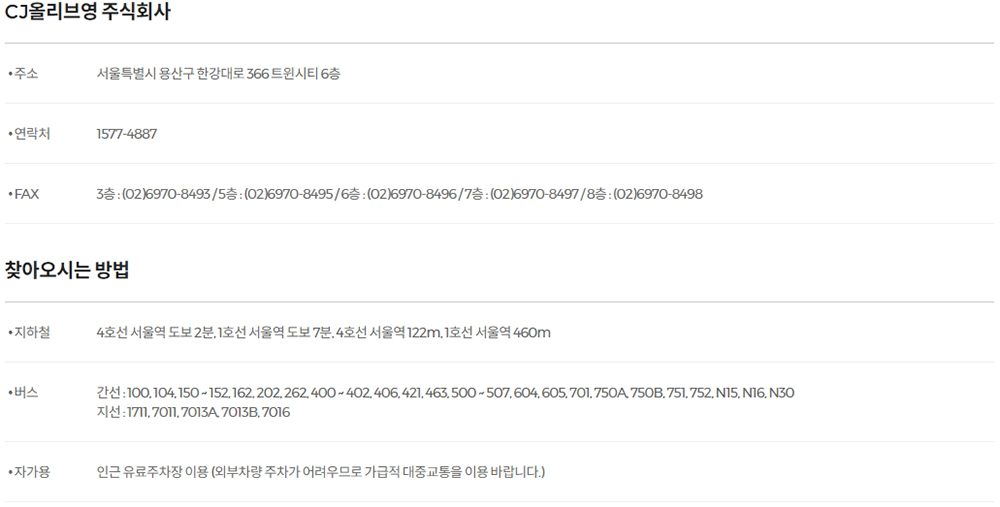 CJ올리브영 주식회사
• 주소 서울특별시 용산구 한강대로 366 트윈시티 6층
• 연락처 1577-4887
• FAX 3층 : (02)6970-8493 / 5층 : (02)6970-8495 / 6층 : (02)6970-8496 / 7층 : (02)6970-8497 / 8층 : (02)6970-8498
찾아오시는 방법
• 지하철 4호선 서울역 도보 2분, 1호선 서울역 도보 7분, 4호선 서울역 122m, 1호선 서울역 460m
• 버스 간선 : 100, 104, 150 ~ 152, 162, 202, 262, 400 ~ 402, 406, 421, 463, 500 ~ 507, 604, 605, 701, 750A, 750B, 751, 752, N15, N16, N30
지선 : 1711, 7011, 7013A, 7013B, 7016
• 자가용 인근 유료주차장 이용 (외부차량 주차가 어려우므로 가급적 대중교통을 이용 바랍니다.)